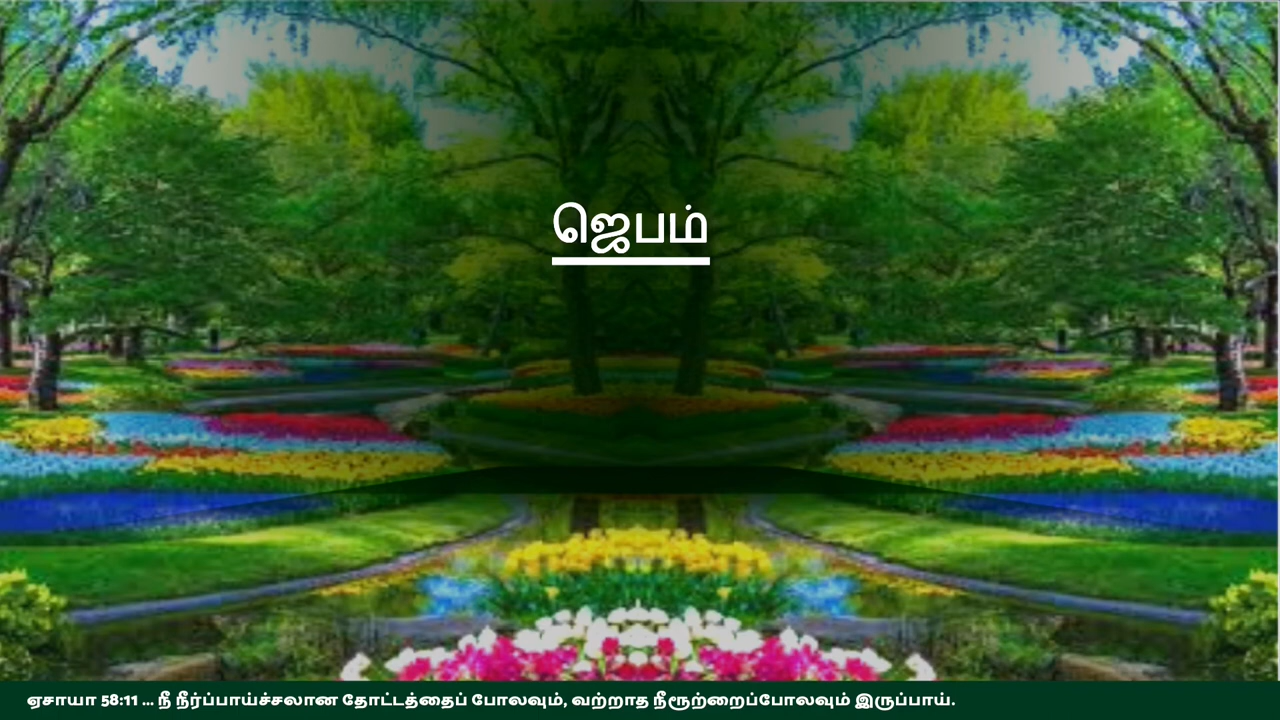 ஜெபம்
ஏசாயா 58:11 ... நீ நீர்ப்பாய்ச்சலான தோட்டத்தைப் போலவும், வற்றாத நீரூற்றைப்போலவும் இருப்பாய்.